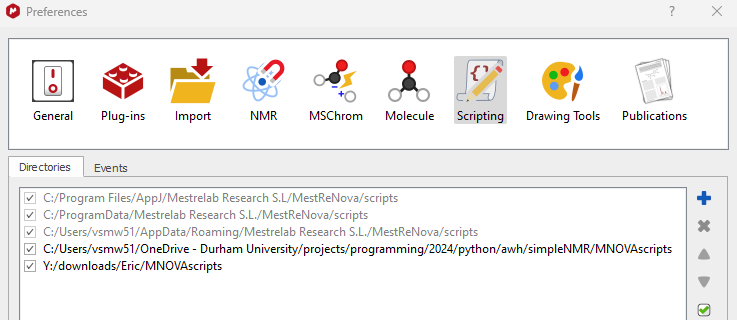 Preferences
?
General Plug-ins Import NMR MSChrom Molecule Scripting Drawing Tools Publications
Directories Events
C:/Program Files/AppJ/Mestrelab Research S.L/MestReNova/scripts
C:/ProgramData/Mestrelab Research S.L./MestReNova/scripts
C:/Users/vsmw51/AppData/Roaming/Mestrelab Research S.L./MestReNova/scripts
C:/Users/vsmw51/OneDrive - Durham University/projects/programming/2024/python/awh/simpleNMR/MNOVAscripts
Y:/downloads/Eric/MNOVAscripts